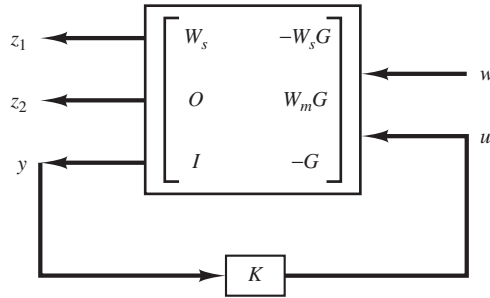 z₁ Wₛ −WₛG
w
z₂ O WₘG
u
y I −G
K